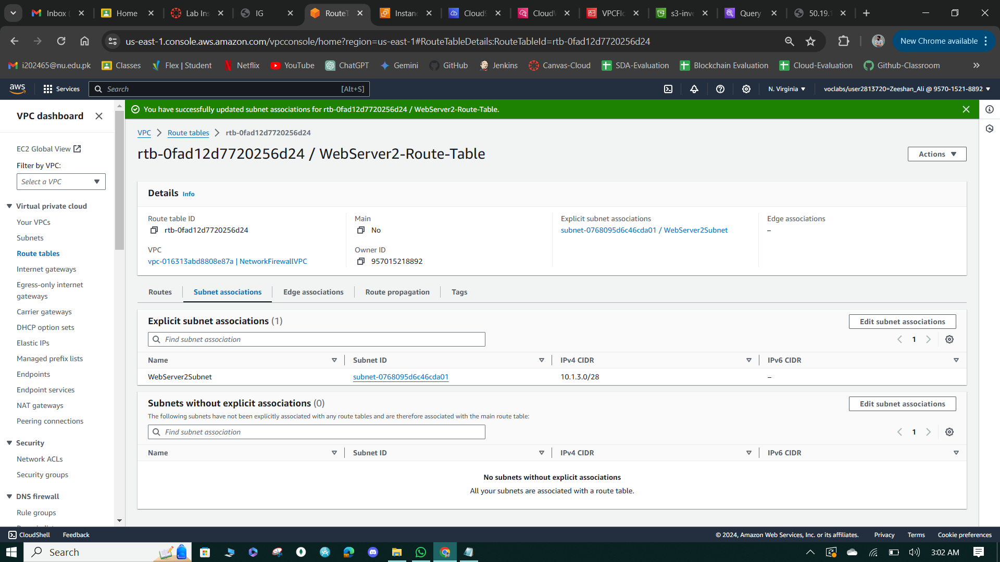 Inbox (
Home
Lab Ins
IG
RouteT
Instanc
Cloud9
CloudW
VPCFlo
s3-inve
Query
50.19.1
us-east-1.console.aws.amazon.com/vpcconsole/home?region=us-east-1#RouteTableDetails:RouteTableId=rtb-0fad12d7720256d24
New Chrome available
i202465@nu.edu.pk
Classes
Flex | Student
Netflix
YouTube
ChatGPT
Gemini
GitHub
Jenkins
Canvas-Cloud
SDA-Evaluation
Blockchain Evaluation
Cloud-Evaluation
Github-Classroom
aws
Services
Search
[Alt+S]
N. Virginia
voclabs/user2813720=Zeeshan_Ali @ 9570-1521-8892
VPC dashboard
EC2 Global View
Filter by VPC:
Select a VPC
Virtual private cloud
Your VPCs
Subnets
Route tables
Internet gateways
Egress-only internet
gateways
Carrier gateways
DHCP option sets
Elastic IPs
Managed prefix lists
Endpoints
Endpoint services
NAT gateways
Peering connections
Security
Network ACLs
Security groups
DNS firewall
Rule groups
You have successfully updated subnet associations for rtb-0fad12d7720256d24 / WebServer2-Route-Table.
VPC
Route tables
rtb-0fad12d7720256d24
rtb-0fad12d7720256d24 / WebServer2-Route-Table
Actions
Details
Info
Route table ID
rtb-0fad12d7720256d24
Main
No
Explicit subnet associations
subnet-0768095d6c46cda01 / WebServer2Subnet
Edge associations
–
VPC
vpc-016313abd8808e87a | NetworkFirewallVPC
Owner ID
957015218892
Routes
Subnet associations
Edge associations
Route propagation
Tags
Explicit subnet associations (1)
Edit subnet associations
Find subnet association
1
Name
Subnet ID
IPv4 CIDR
IPv6 CIDR
WebServer2Subnet
subnet-0768095d6c46cda01
10.1.3.0/28
–
Subnets without explicit associations (0)
Edit subnet associations
The following subnets have not been explicitly associated with any route tables and are therefore associated with the main route table:
Find subnet association
1
Name
Subnet ID
IPv4 CIDR
IPv6 CIDR
No subnets without explicit associations
All your subnets are associated with a route table.
CloudShell
Feedback
© 2024, Amazon Web Services, Inc. or its affiliates.
Privacy
Terms
Cookie preferences
Search
3:02 AM